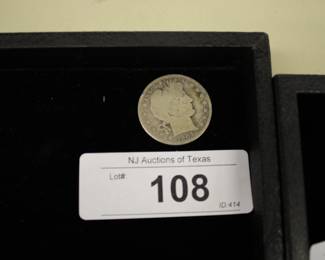 NJ Auctions of Texas
Lot#:
108
ID:414